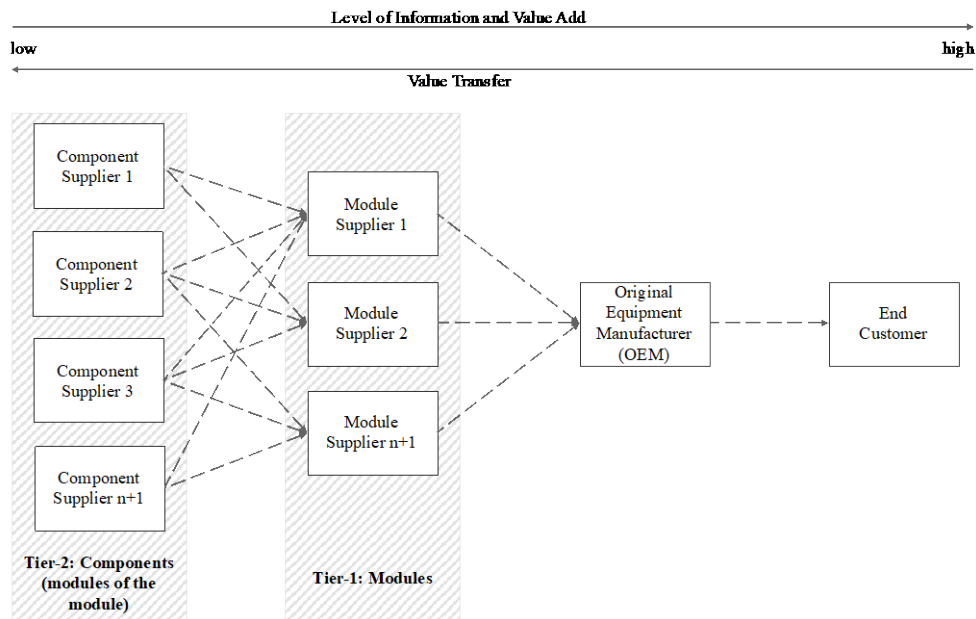 Level of Information and Value Add
low
high
Value Transfer
Component
Supplier 1
Component
Supplier 2
Component
Supplier 3
Component
Supplier n+1
Tier-2: Components
(modules of the
module)
Module
Supplier 1
Module
Supplier 2
Module
Supplier n+1
Tier-1: Modules
Original
Equipment
Manufacturer
(OEM)
End
Customer